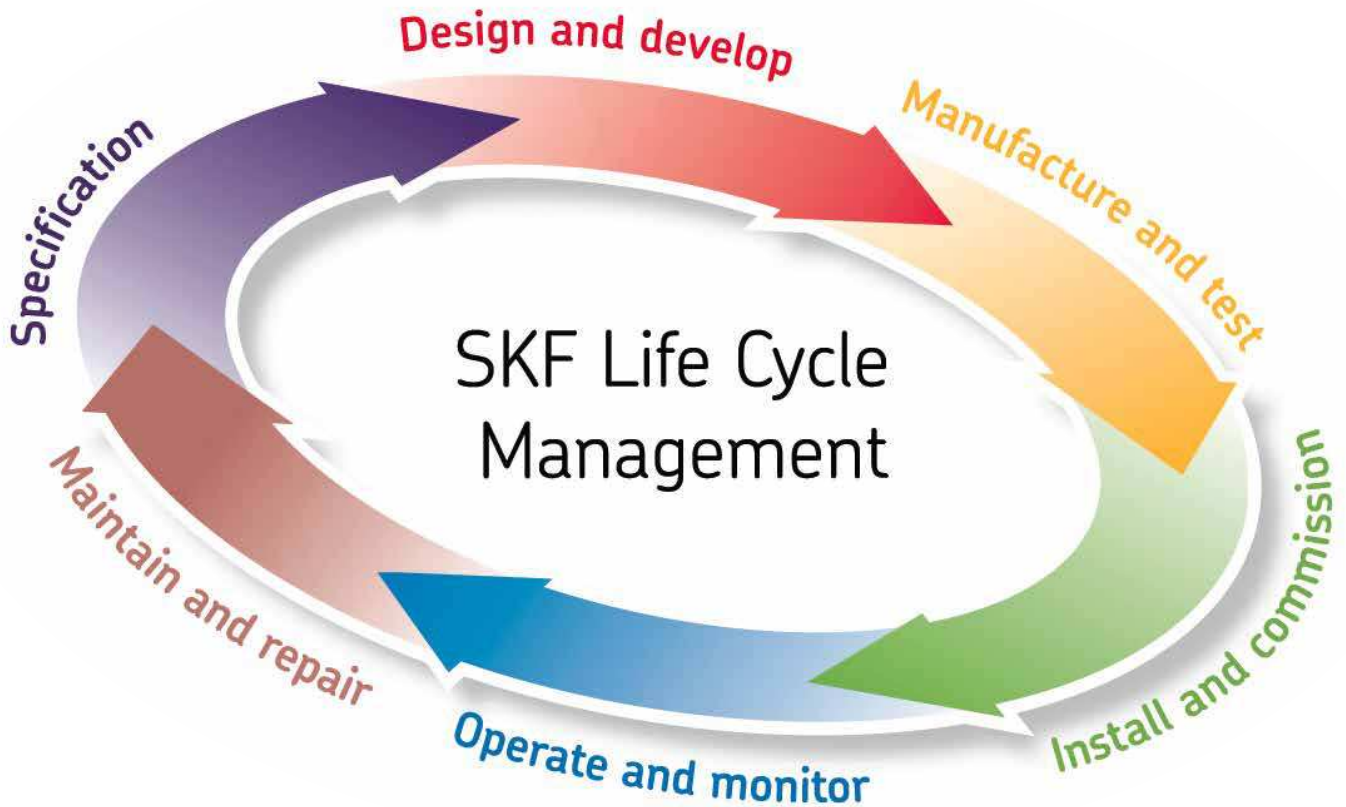 Design and develop
Manufacture and test
Specification
SKF Life Cycle
Management
Install and commission
Maintain and repair
Operate and monitor